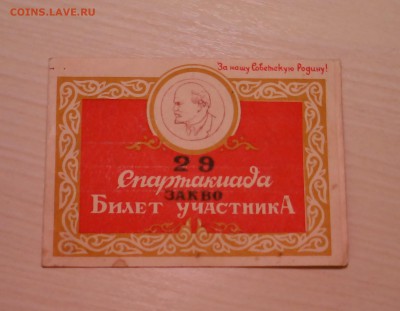 COINS.LAVE.RU
За нашу Советскую Родину!
29
Спартакиада
ЗАКВО
БИЛЕТ УЧАСТНИКА